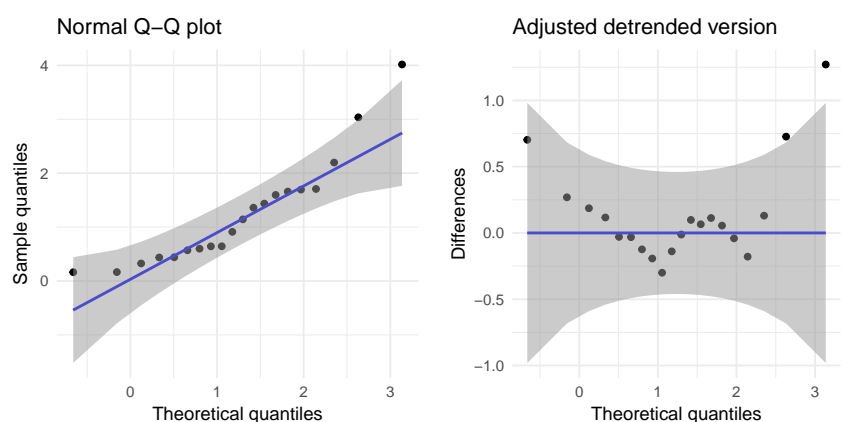 Normal Q−Q plot
4
2
0
Sample quantiles
0 1 2 3
Theoretical quantiles
Adjusted detrended version
1.0
0.5
0.0
−0.5
−1.0
Differences
0 1 2 3
Theoretical quantiles